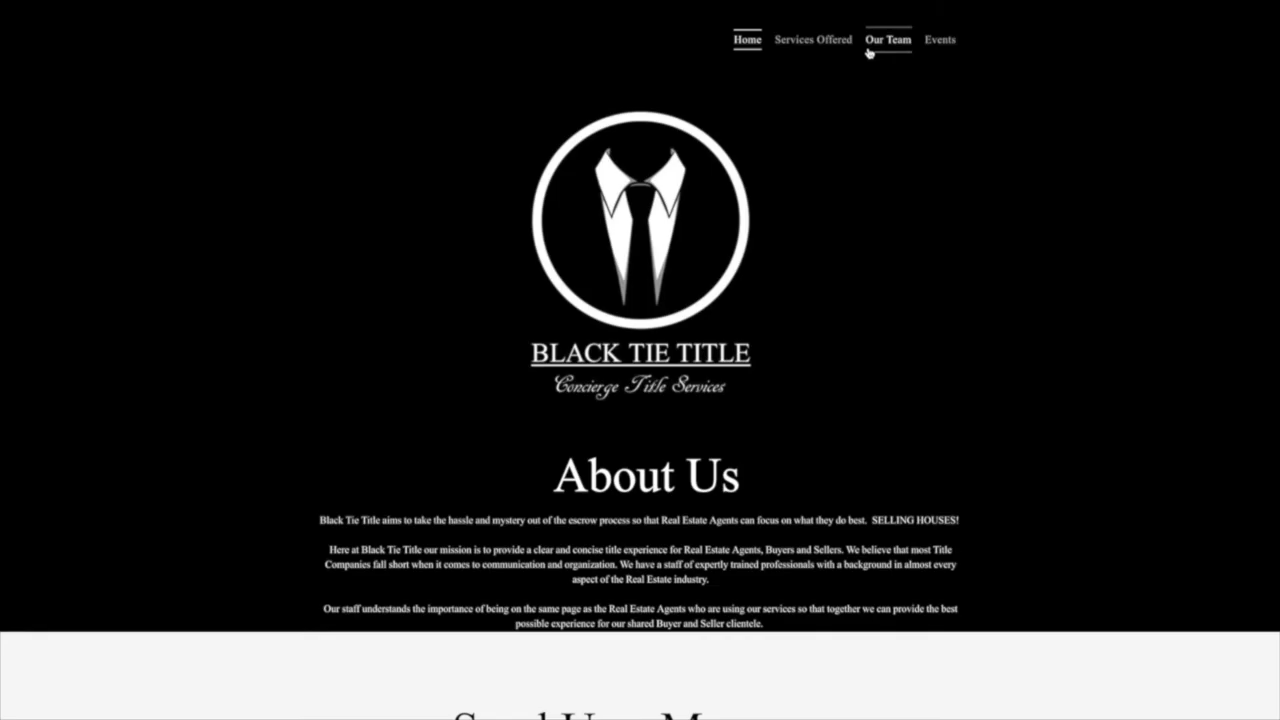 Home Services Offered Our Team Events
BLACK TIE TITLE
Concierge Title Services
About Us
Black Tie Title aims to take the hassle and mystery out of the escrow process so that Real Estate Agents can focus on what they do best. SELLING HOUSES!
Here at Black Tie Title our mission is to provide a clear and concise title experience for Real Estate Agents, Buyers and Sellers. We believe that most Title
Companies fall short when it comes to communication and organization. We have a staff of expertly trained professionals with a background in almost every
aspect of the Real Estate industry.
Our staff understands the importance of being on the same page as the Real Estate Agents who are using our services so that together we can provide the best
possible experience for our shared Buyer and Seller clientele.